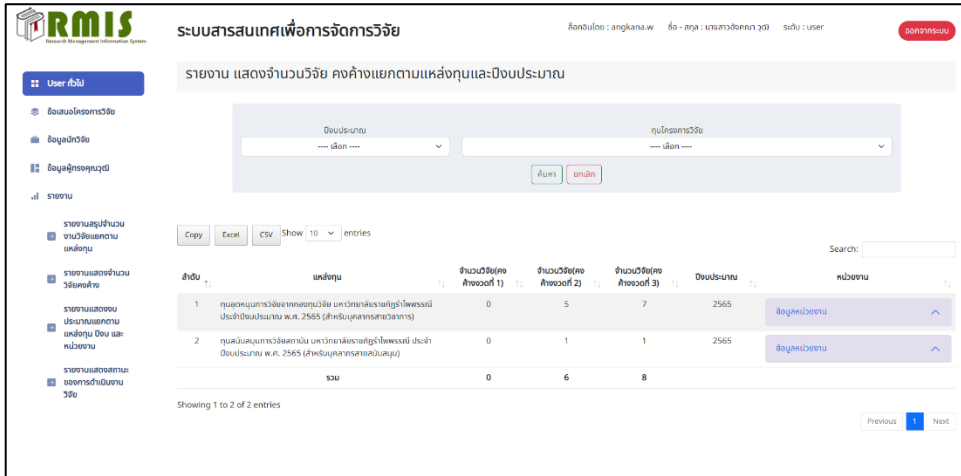 RMIS
Research Management Information System
ระบบสารสนเทศเพื่อการจัดการวิจัย
ล็อกอินโดย : angkana.w ชื่อ - สกุล : นางสาวอังคณา วุฒิ ระดับ : user
ออกจากระบบ
User ทั่วไป
ข้อเสนอโครงการวิจัย
ข้อมูลนักวิจัย
ข้อมูลผู้ทรงคุณวุฒิ
รายงาน
รายงานสรุปจำนวน
งานวิจัยแยกตาม
แหล่งทุน
รายงานแสดงจำนวน
วิจัยคงค้าง
รายงานแสดงงบ
ประมาณแยกตาม
แหล่งทุน ปีงบ และ
หน่วยงาน
รายงานแสดงสถานะ
ของการดำเนินงาน
วิจัย
รายงาน แสดงจำนวนวิจัย คงค้างแยกตามแหล่งทุนและปีงบประมาณ
ปีงบประมาณ ทุนโครงการวิจัย
---- เลือก ---- ---- เลือก ----
ค้นหา ยกเลิก
Copy Excel CSV Show 10 entries
Search:
ลำดับ แหล่งทุน จำนวนวิจัย(คง จำนวนวิจัย(คง จำนวนวิจัย(คง ปีงบประมาณ หน่วยงาน
ค้างงวดที่ 1) ค้างงวดที่ 2) ค้างงวดที่ 3)
1 ทุนอุดหนุนการวิจัยจากกองทุนวิจัย มหาวิทยาลัยราชภัฏรำไพพรรณี 0 5 7 2565 ข้อมูลหน่วยงาน
ประจำปีงบประมาณ พ.ศ. 2565 (สำหรับบุคลากรสายวิชาการ)
2 ทุนสนับสนุนการวิจัยสถาบัน มหาวิทยาลัยราชภัฏรำไพพรรณี ประจำ 0 1 1 2565 ข้อมูลหน่วยงาน
ปีงบประมาณ พ.ศ. 2565 (สำหรับบุคลากรสายสนับสนุน)
รวม 0 6 8
Showing 1 to 2 of 2 entries
Previous 1 Next